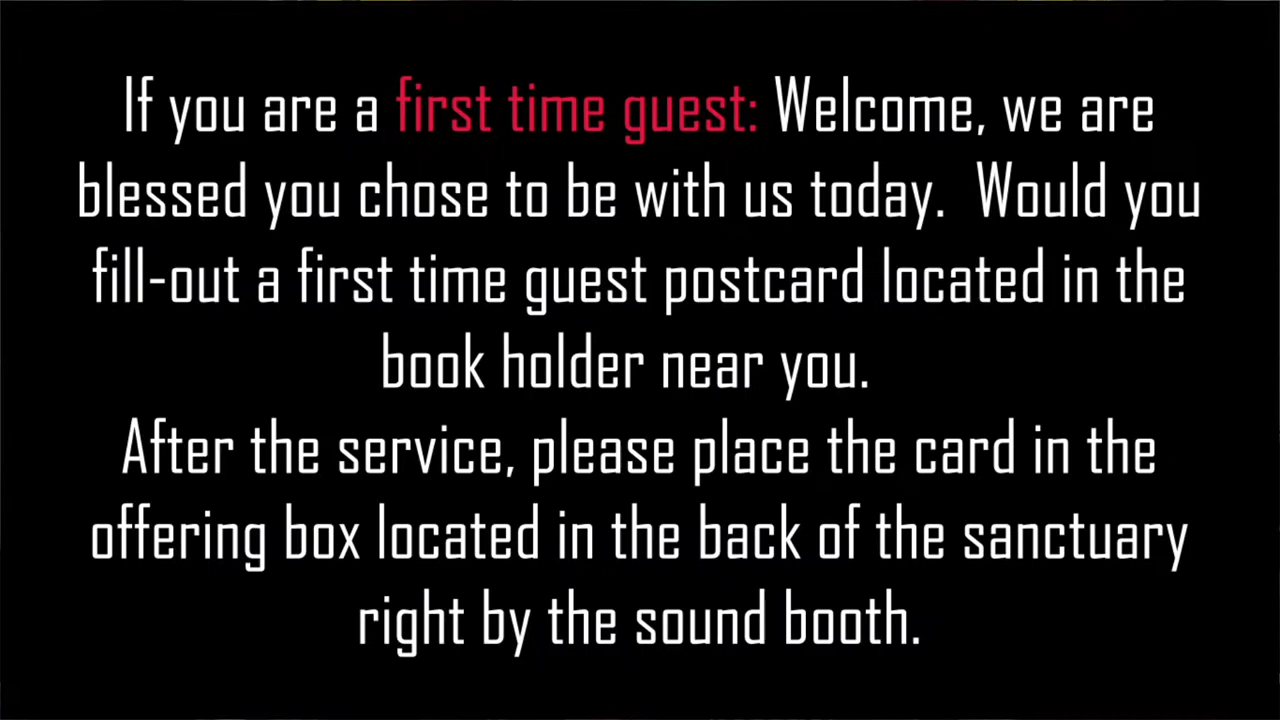 If you are a first time guest: Welcome, we are
blessed you chose to be with us today.  Would you
fill-out a first time guest postcard located in the
book holder near you.
After the service, please place the card in the
offering box located in the back of the sanctuary
right by the sound booth.